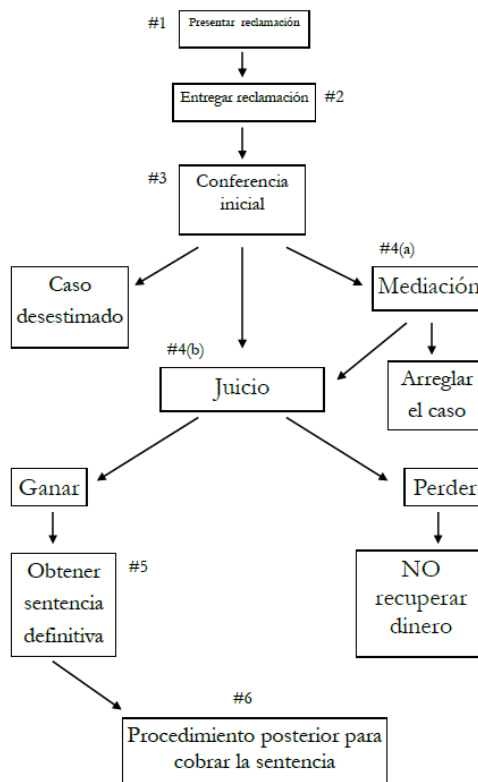 #1
Presentar reclamación
Entregar reclamación
#2
#3
Conferencia
inicial
#4(a)
Caso
desestimado
Mediación
#4(b)
Juicio
Arreglar
el caso
Ganar
Perder
Obtener
sentencia
definitiva
#5
NO
recuperar
dinero
#6
Procedimiento posterior para
cobrar la sentencia